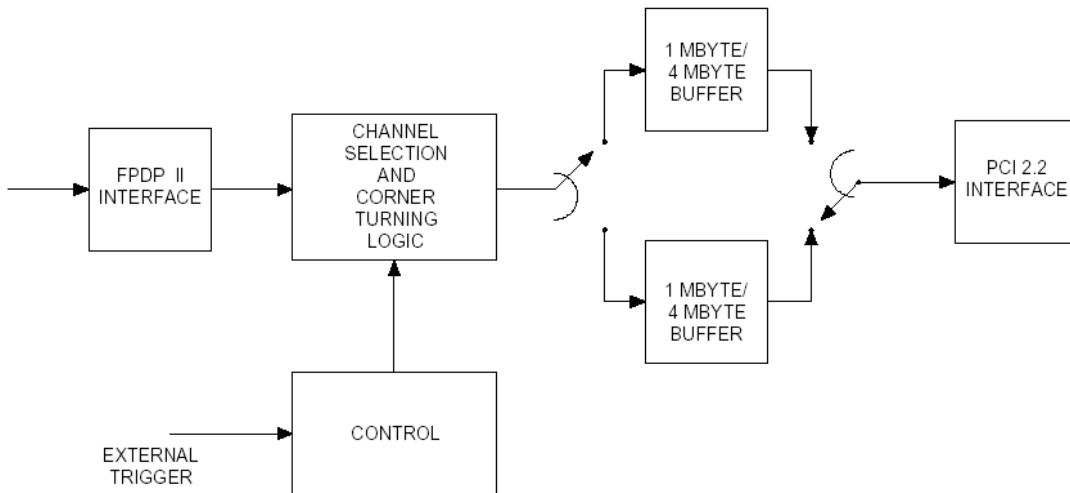 FPDP II
INTERFACE
CHANNEL
SELECTION
AND
CORNER
TURNING
LOGIC
1 MBYTE/
4 MBYTE
BUFFER
1 MBYTE/
4 MBYTE
BUFFER
PCI 2.2
INTERFACE
EXTERNAL
TRIGGER
CONTROL